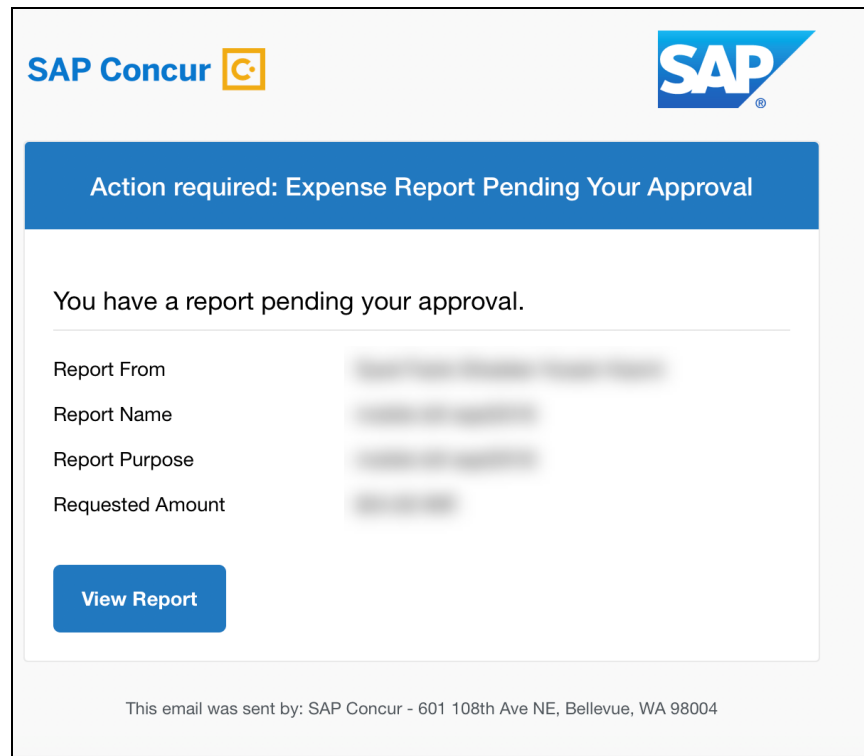 SAP Concur C
SAP ®
Action required: Expense Report Pending Your Approval
You have a report pending your approval.
Report From
Report Name
Report Purpose
Requested Amount
View Report
This email was sent by: SAP Concur - 601 108th Ave NE, Bellevue, WA 98004